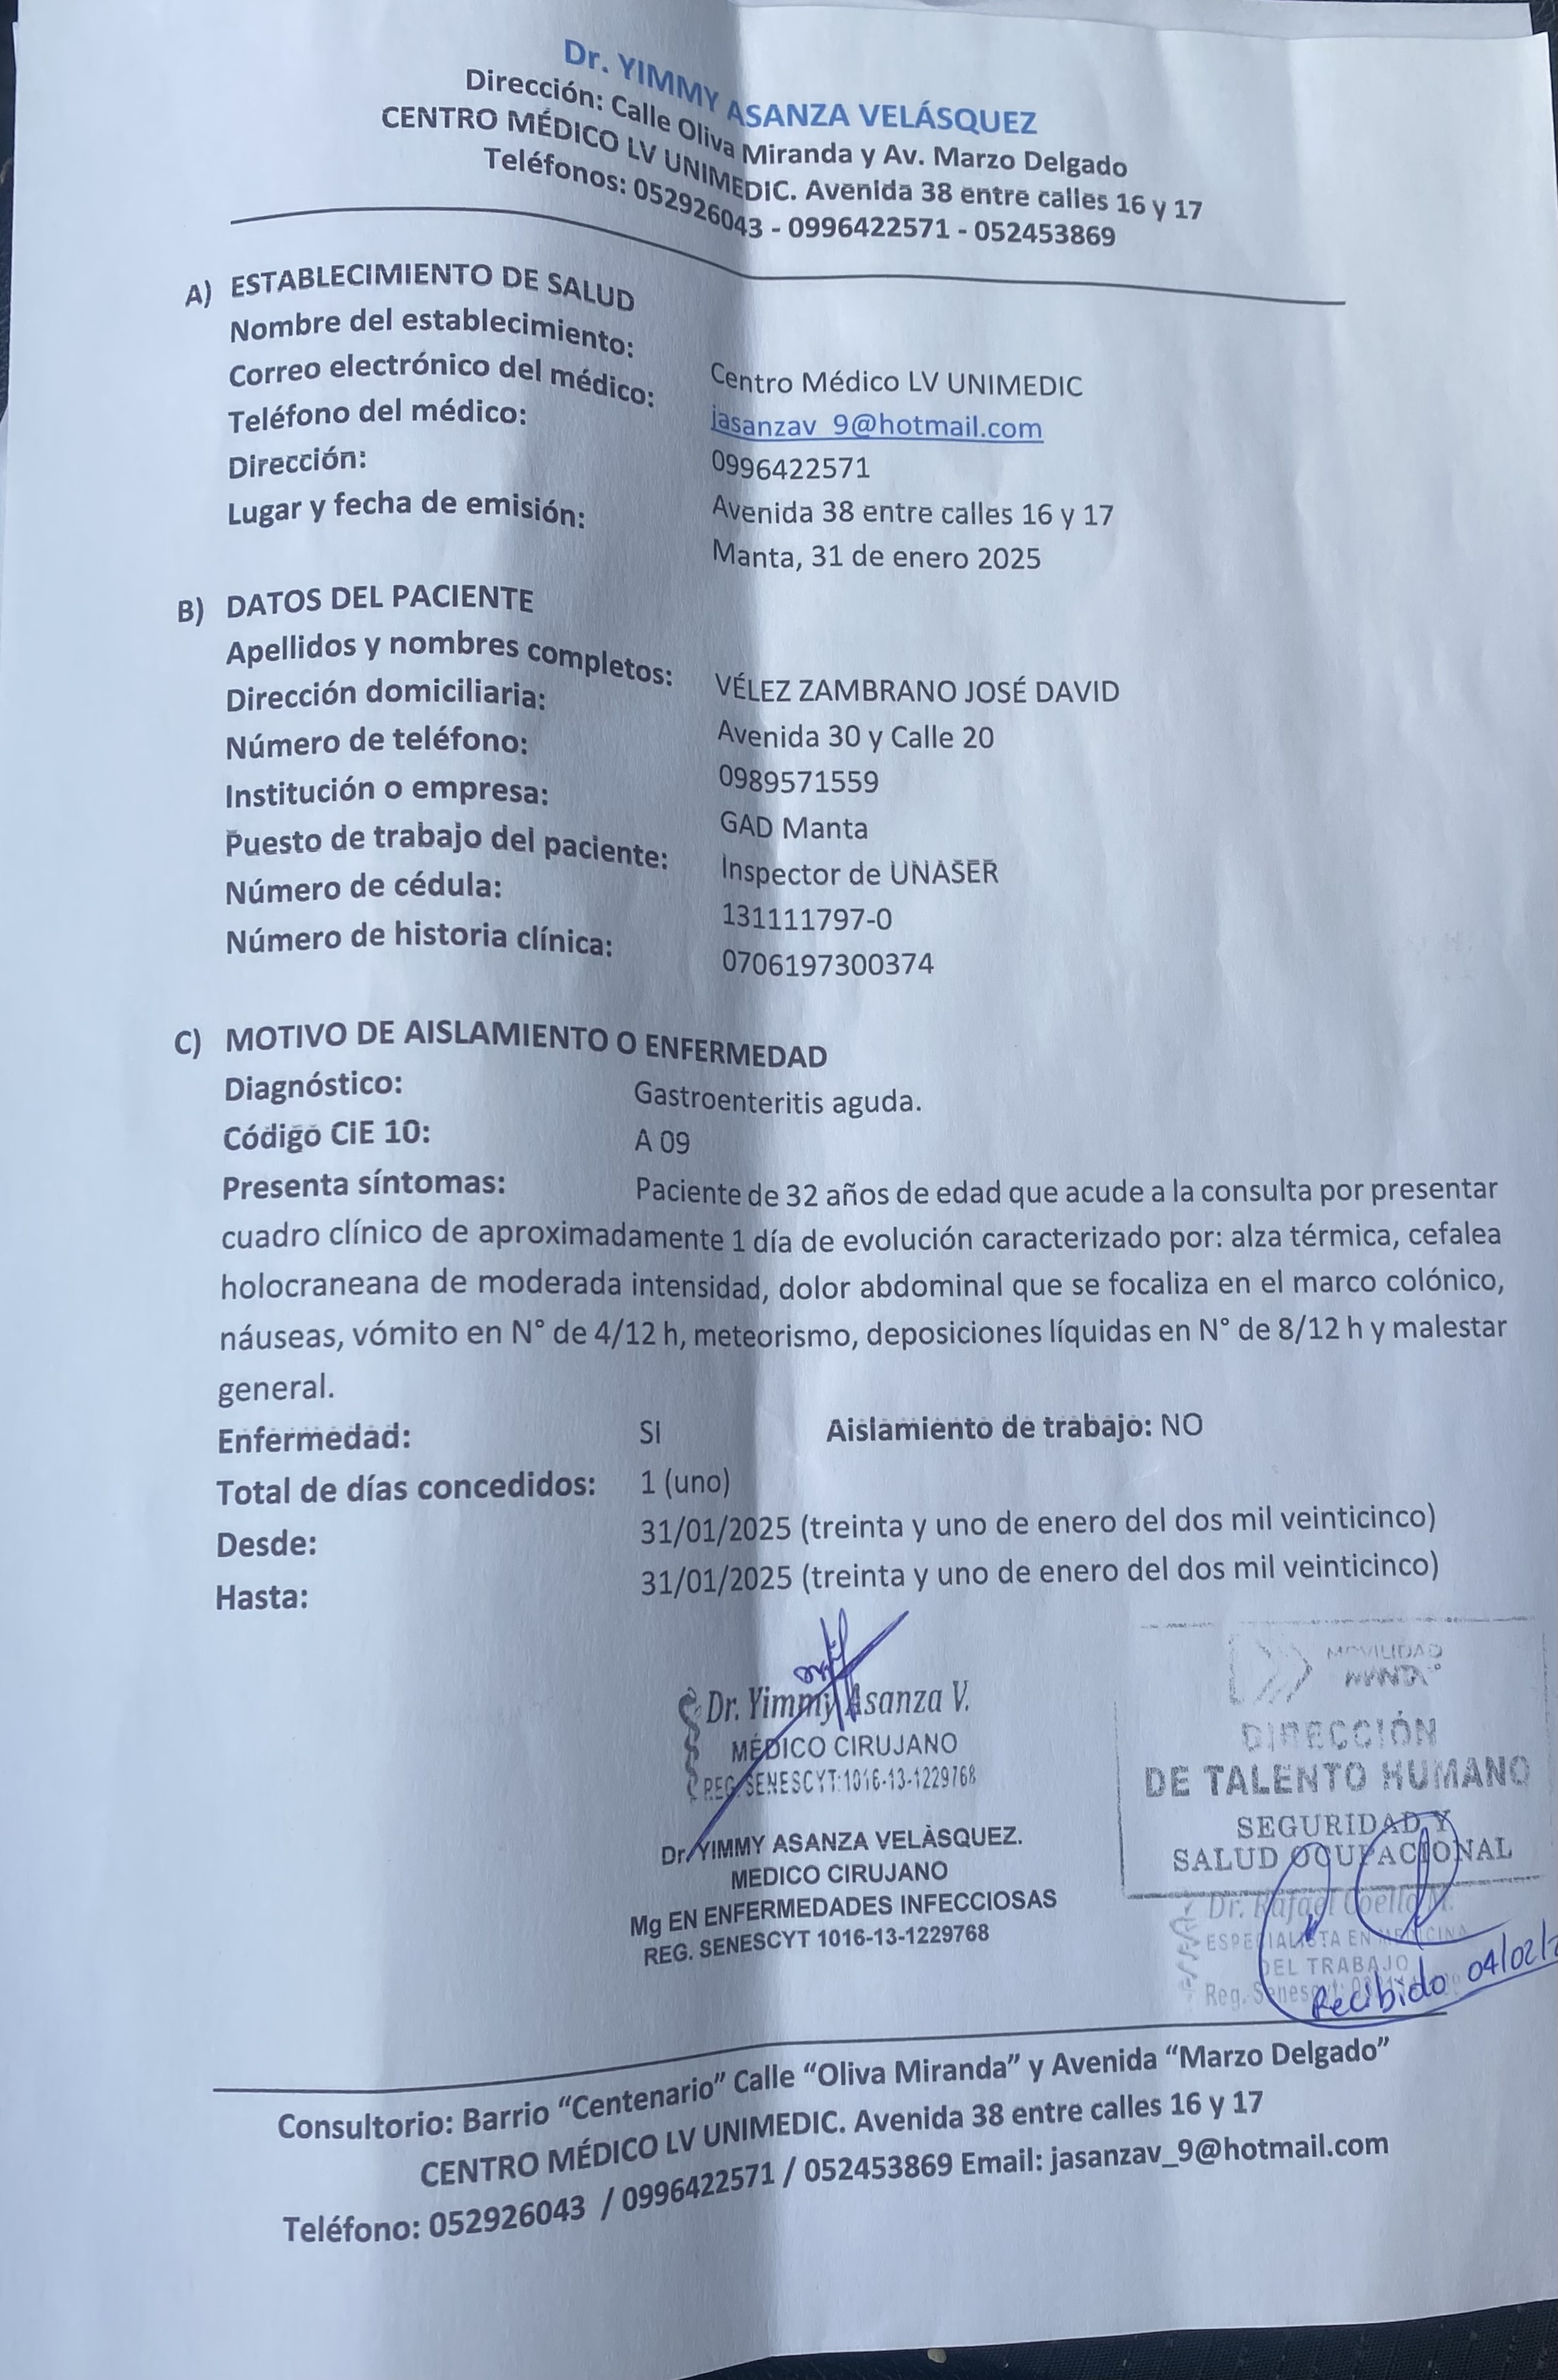 Dr. YIMMY ASANZA VELÁSQUEZ
Dirección: Calle Oliva Miranda y Av. Marzo Delgado
CENTRO MÉDICO LV UNIMEDIC. Avenida 38 entre calles 16 y 17
Teléfonos: 052926043 - 0996422571 - 052453869
A) ESTABLECIMIENTO DE SALUD
Nombre del establecimiento: Centro Médico LV UNIMEDIC
Correo electrónico del médico: jasanzav_9@hotmail.com
Teléfono del médico: 0996422571
Dirección: Avenida 38 entre calles 16 y 17
Lugar y fecha de emisión: Manta, 31 de enero 2025
B) DATOS DEL PACIENTE
Apellidos y nombres completos: VÉLEZ ZAMBRANO JOSÉ DAVID
Dirección domiciliaria: Avenida 30 y Calle 20
Número de teléfono: 0989571559
Institución o empresa: GAD Manta
Puesto de trabajo del paciente: Inspector de UNASER
Número de cédula: 131111797-0
Número de historia clínica: 0706197300374
C) MOTIVO DE AISLAMIENTO O ENFERMEDAD
Diagnóstico: Gastroenteritis aguda.
Código CIE 10: A 09
Presenta síntomas: Paciente de 32 años de edad que acude a la consulta por presentar
cuadro clínico de aproximadamente 1 día de evolución caracterizado por: alza térmica, cefalea
holocraneana de moderada intensidad, dolor abdominal que se focaliza en el marco colónico,
náuseas, vómito en N° de 4/12 h, meteorismo, deposiciones líquidas en N° de 8/12 h y malestar
general.
Enfermedad: SI Aislamiento de trabajo: NO
Total de días concedidos: 1 (uno)
Desde: 31/01/2025 (treinta y uno de enero del dos mil veinticinco)
Hasta: 31/01/2025 (treinta y uno de enero del dos mil veinticinco)
Dr. Yimmy Asanza V.
MÉDICO CIRUJANO
REG. SENESCYT: 1016-13-1229768
Dr. YIMMY ASANZA VELÀSQUEZ.
MEDICO CIRUJANO
Mg EN ENFERMEDADES INFECCIOSAS
REG. SENESCYT 1016-13-1229768
MOVILIDAD
MANTA
DIRECCIÓN
DE TALENTO HUMANO
SEGURIDAD Y
SALUD OCUPACIONAL
Dr. Rafael Coello M.
ESPECIALISTA EN MEDICINA
DEL TRABAJO
Reg. Senescyt:
Recibido 04/02/
Consultorio: Barrio “Centenario” Calle “Oliva Miranda” y Avenida “Marzo Delgado”
CENTRO MÉDICO LV UNIMEDIC. Avenida 38 entre calles 16 y 17
Teléfono: 052926043 / 0996422571 / 052453869 Email: jasanzav_9@hotmail.com